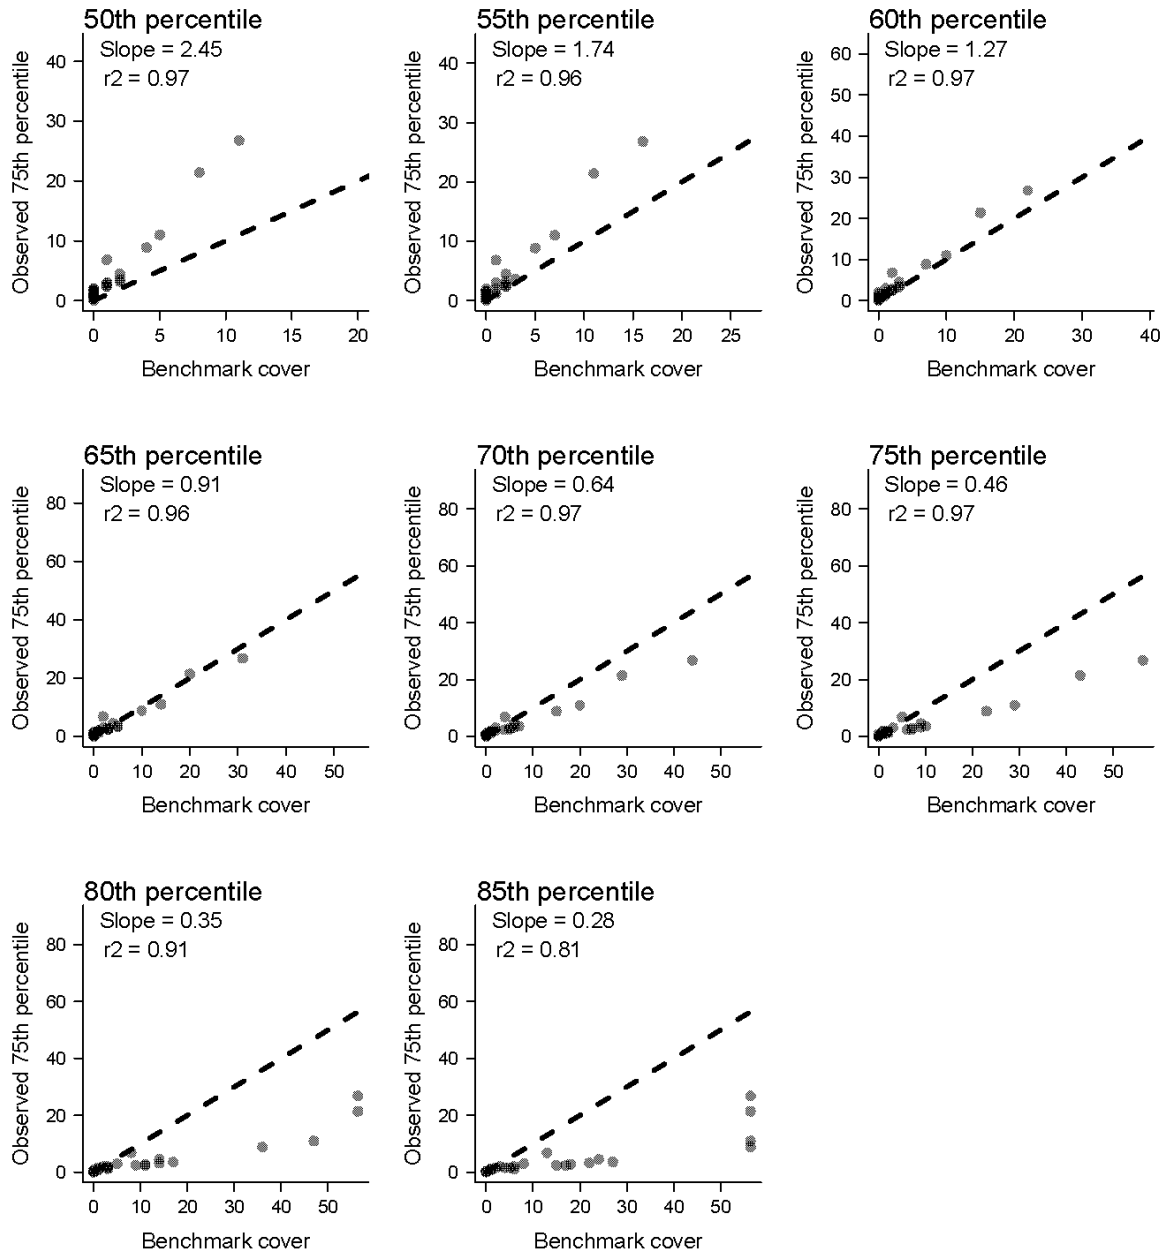 50th percentile
Slope = 2.45
r2 = 0.97
Observed 75th percentile
40
30
20
10
0
0 5 10 15 20
Benchmark cover
55th percentile
Slope = 1.74
r2 = 0.96
Observed 75th percentile
40
30
20
10
0
0 5 10 15 20 25
Benchmark cover
60th percentile
Slope = 1.27
r2 = 0.97
Observed 75th percentile
60
50
40
30
20
10
0
0 10 20 30 40
Benchmark cover
65th percentile
Slope = 0.91
r2 = 0.96
Observed 75th percentile
80
60
40
20
0
0 10 20 30 40 50
Benchmark cover
70th percentile
Slope = 0.64
r2 = 0.97
Observed 75th percentile
80
60
40
20
0
0 10 20 30 40 50
Benchmark cover
75th percentile
Slope = 0.46
r2 = 0.97
Observed 75th percentile
80
60
40
20
0
0 10 20 30 40 50
Benchmark cover
80th percentile
Slope = 0.35
r2 = 0.91
Observed 75th percentile
80
60
40
20
0
0 10 20 30 40 50
Benchmark cover
85th percentile
Slope = 0.28
r2 = 0.81
Observed 75th percentile
80
60
40
20
0
0 10 20 30 40 50
Benchmark cover